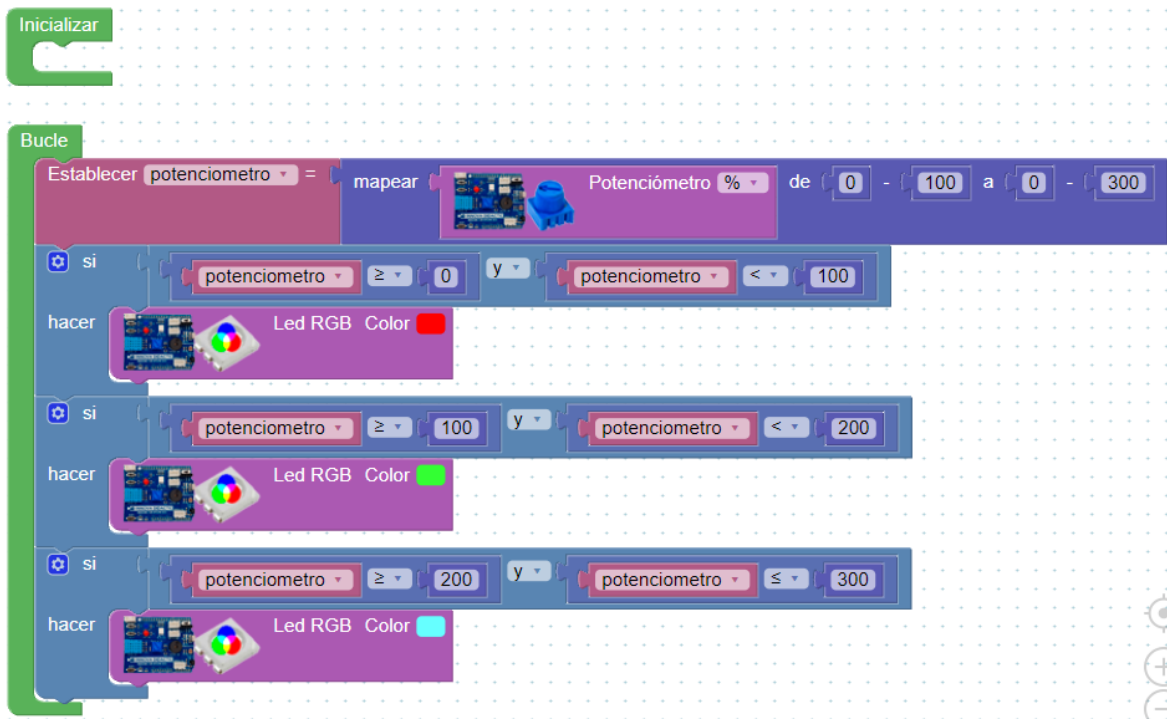 Inicializar
Bucle
Establecer potenciometro = mapear Potenciómetro % de 0 - 100 a 0 - 300
si potenciometro ≥ 0 y potenciometro < 100
hacer Led RGB Color
si potenciometro ≥ 100 y potenciometro < 200
hacer Led RGB Color
si potenciometro ≥ 200 y potenciometro ≤ 300
hacer Led RGB Color